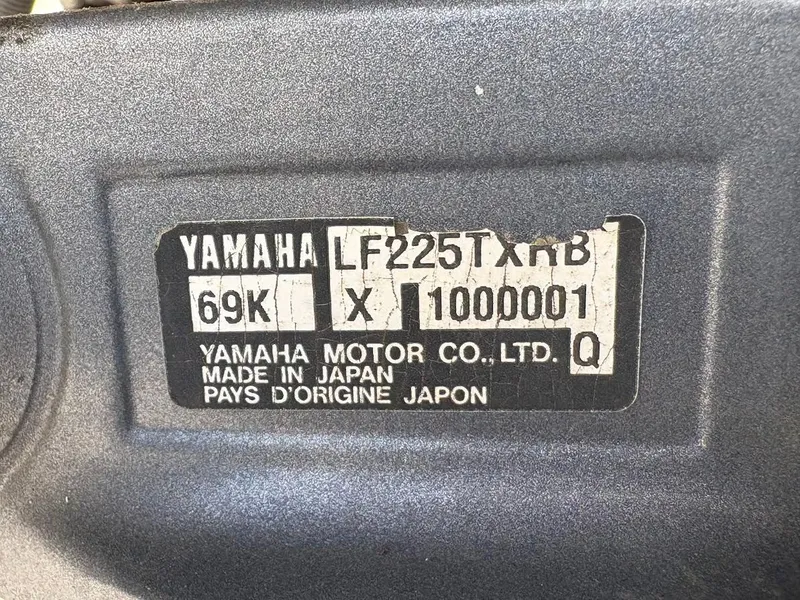 YAMAHA LF225TXRB
69K X 1000001
YAMAHA MOTOR CO., LTD. Q
MADE IN JAPAN
PAYS D'ORIGINE JAPON